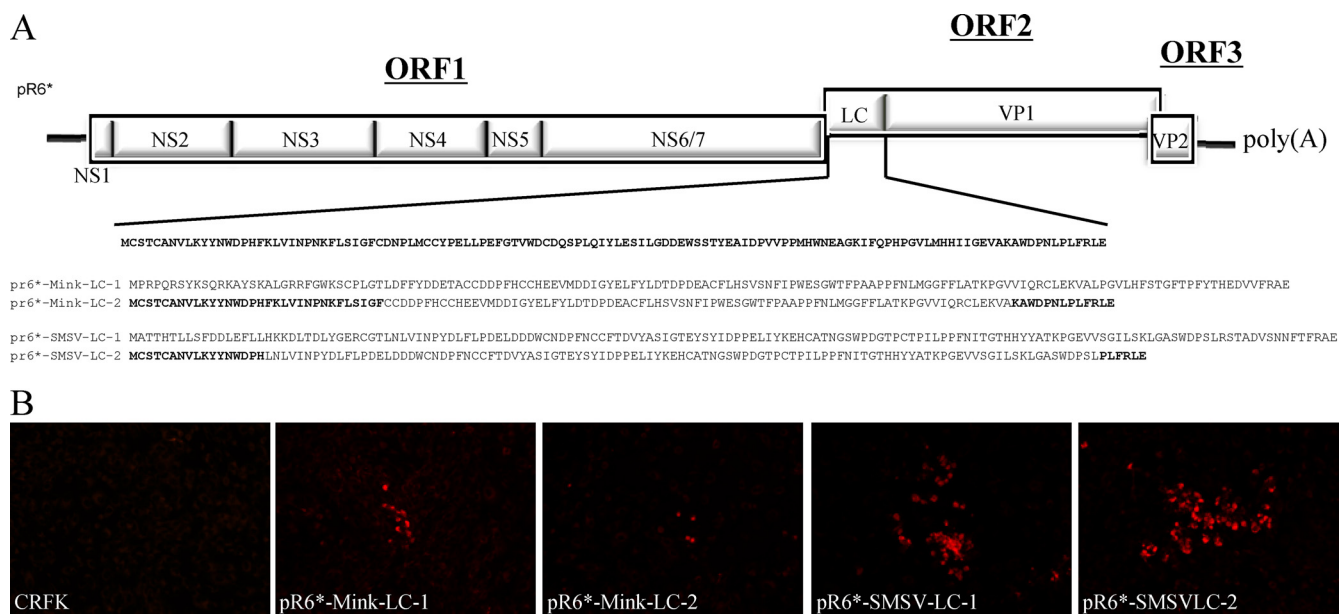 A
ORF1
ORF2
ORF3
pR6*
NS1
NS2
NS3
NS4
NS5
NS6/7
LC
VP1
VP2
poly(A)
MCSTCANVLKYYNWDPHFKLVINPNKFLSIGFCDNPLMCCYPELLPEFGTVWDCDQSPLQIYLESILGDDEWSSTYEAIDPVVPPMHWNEAGKIFQPHPGVLMHHIIGEVAKAWDPNLPLFRLE
pr6*-Mink-LC-1 MPRPQRSYKSQRKAYSKALGRRFGWKSCPLGTLDFFYDDETACCDDPFHCCHEEVMDDIGYELFYLDTDPDEACFLHSVSNFIPWESGWTFPAAPPFNLMGGFFLATKPGVVIQRCLEKVALPGVLHFSTGTPFYTHEDVVFRAE
pr6*-Mink-LC-2 MCSTCANVLKYYNWDPHFKLVINPNKFLSIGFCCDDPFHCCHEEVMDDIGYELFYLDTDPDEACFLHSVSNFIPWESGWTFPAAPPFNLMGGFFLATKPGVVIQRCLEKVAKAWDPNLPLFRLE
pr6*-SMSV-LC-1 MATTHTLLSFDDLEFLLHKKDLTDLYGERCGTLNLVINPYDLFLPDELDDDWCNDPFNCCFTDVYASIGTEYSYIDPPELIYKEHCATNGSWPDGTPCTPILPPFNITGTHHYYATKPGEVVSGILSKLGASWDPSLRSTADVSNNFTFRAE
pr6*-SMSV-LC-2 MCSTCANVLKYYNWDPHLNLVINPYDLFLPDELDDDWCNDPFNCCFTDVYASIGTEYSYIDPPELIYKEHCATNGSWPDGTPCTPILPPFNITGTHHYYATKPGEVVSGILSKLGASWDPSLPLFRLE
B
CRFK
pR6*-Mink-LC-1
pR6*-Mink-LC-2
pR6*-SMSV-LC-1
pR6*-SMSVLC-2